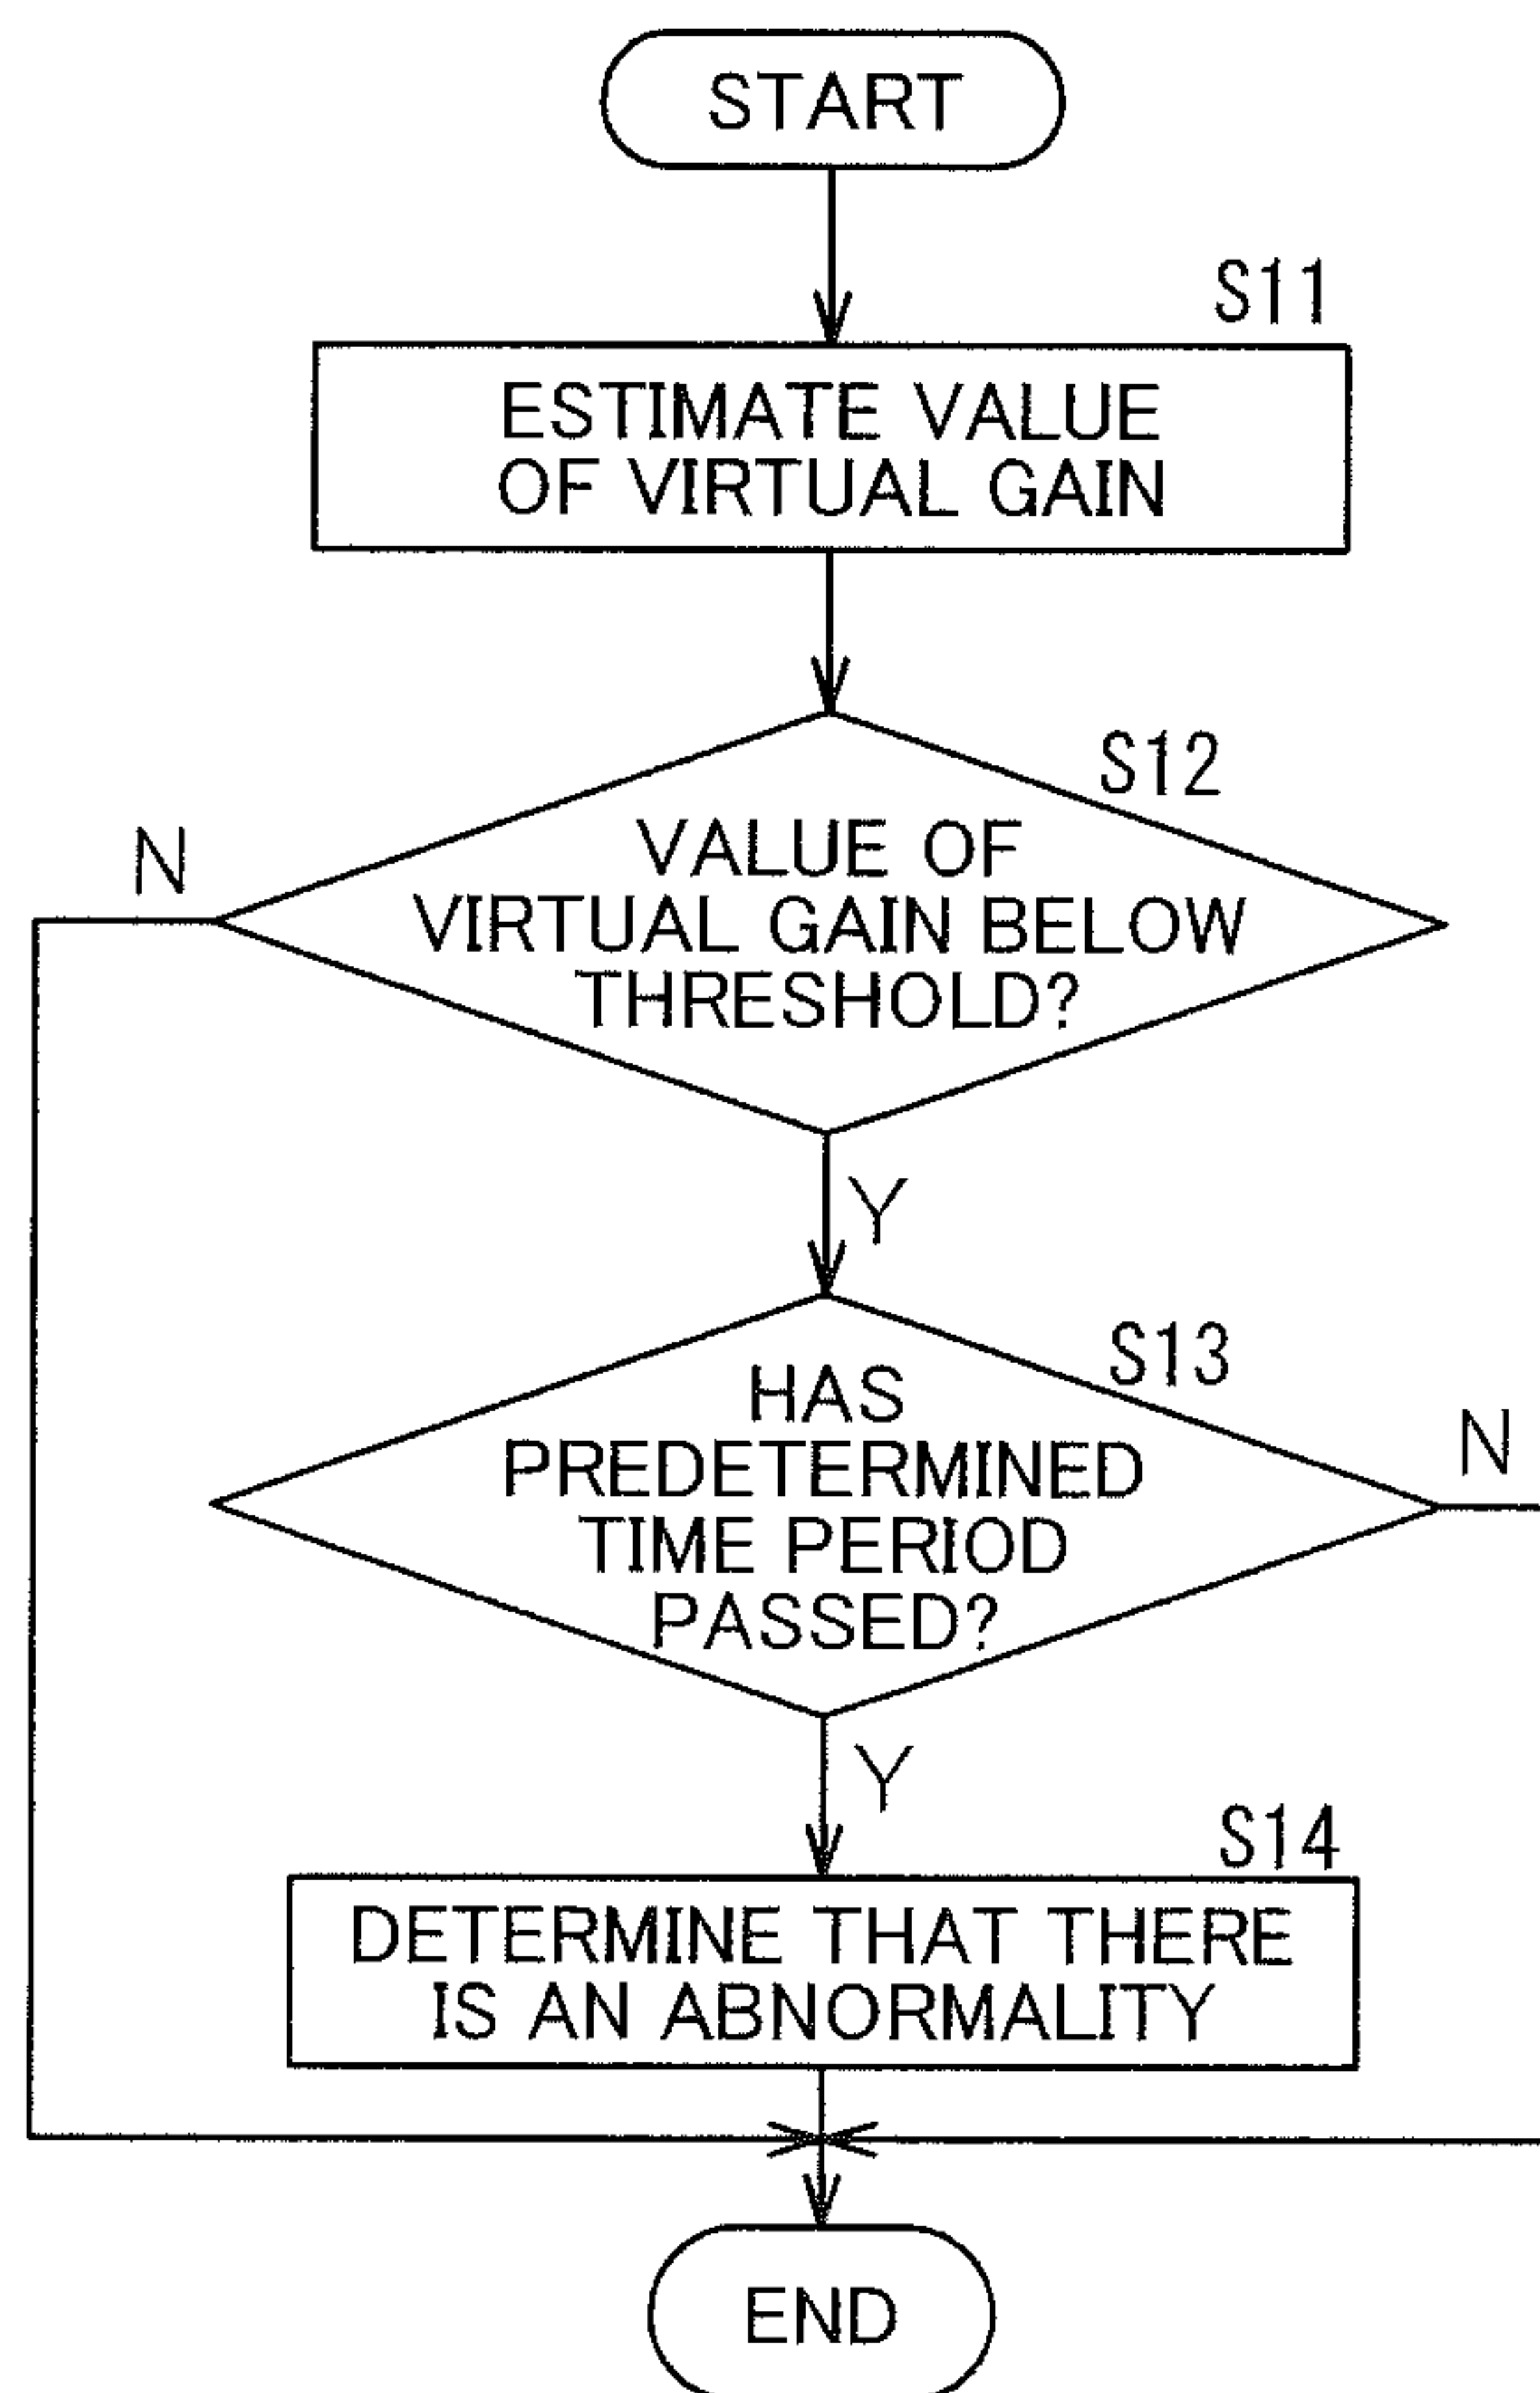 START
S11
ESTIMATE VALUE
OF VIRTUAL GAIN
S12
N
VALUE OF
VIRTUAL GAIN BELOW
THRESHOLD?
Y
S13
HAS
N
PREDETERMINED
TIME PERIOD
PASSED?
Y
S14
DETERMINE THAT THERE
IS AN ABNORMALITY
END